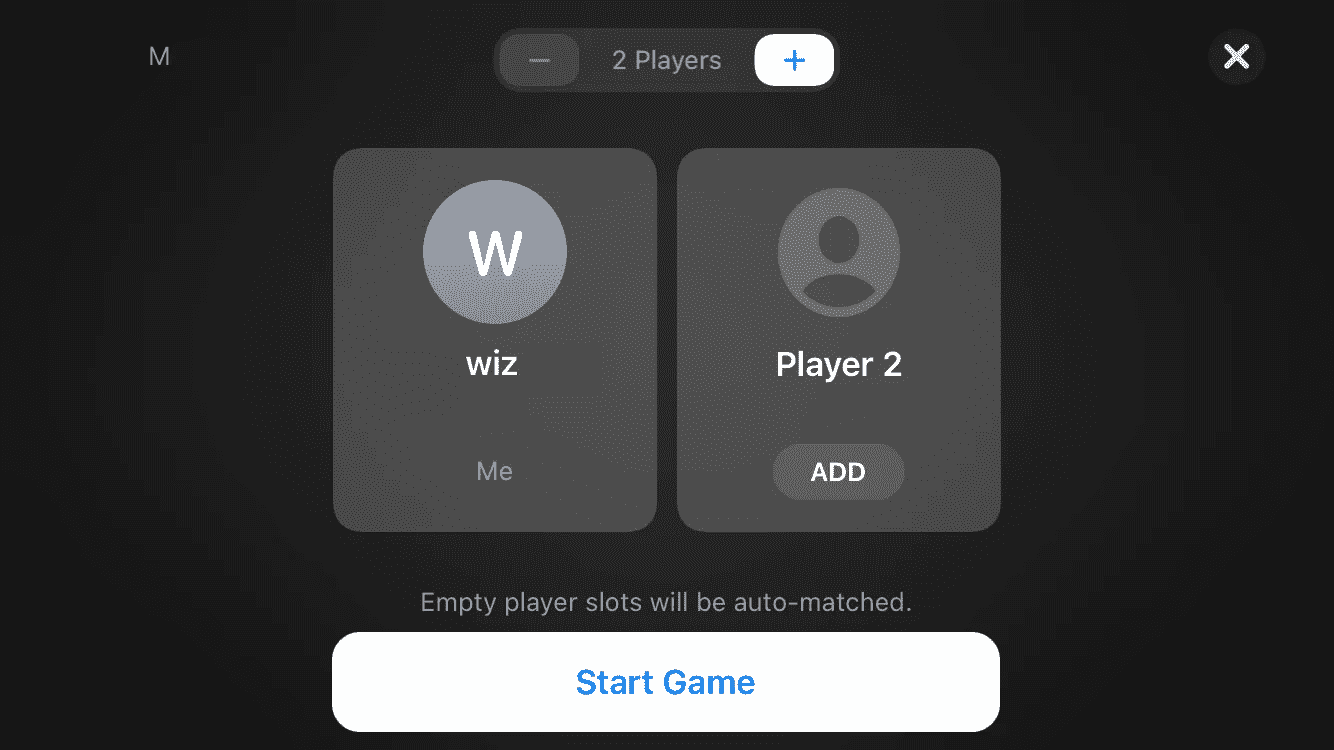 M
2 Players
W
wiz
Me
Player 2
ADD
Empty player slots will be auto-matched.
Start Game